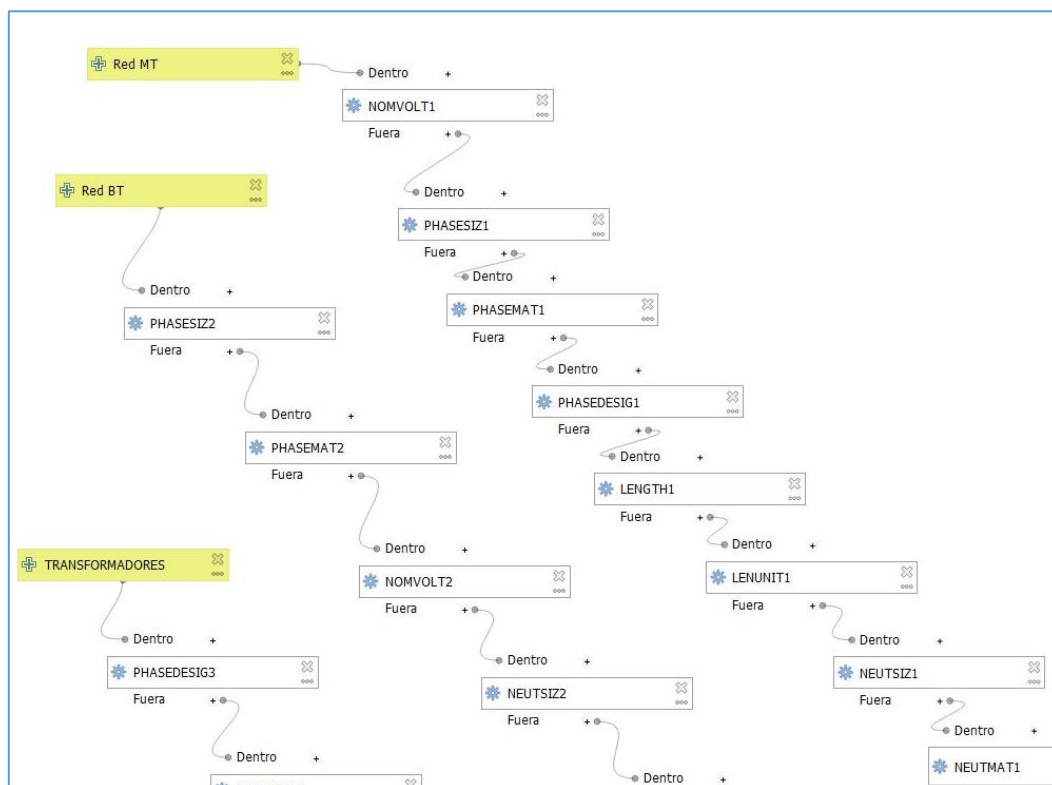 Red MT
Dentro +
NOMVOLT1
Fuera +
Dentro +
Red BT
PHASESIZ1
Fuera +
Dentro +
Dentro +
PHASEMAT1
PHASESIZ2
Fuera +
Fuera +
Dentro +
PHASEDESIG1
Dentro +
Fuera +
PHASEMAT2
Dentro +
Fuera +
LENGTH1
Fuera +
Dentro +
Dentro +
TRANSFORMADORES
NOMVOLT2
LENUNIT1
Fuera +
Fuera +
Dentro +
Dentro +
Dentro +
PHASEDESIG3
NEUTSIZ1
NEUTSIZ2
Fuera +
Fuera +
Fuera +
Dentro +
Dentro +
NEUTMAT1
Dentro +